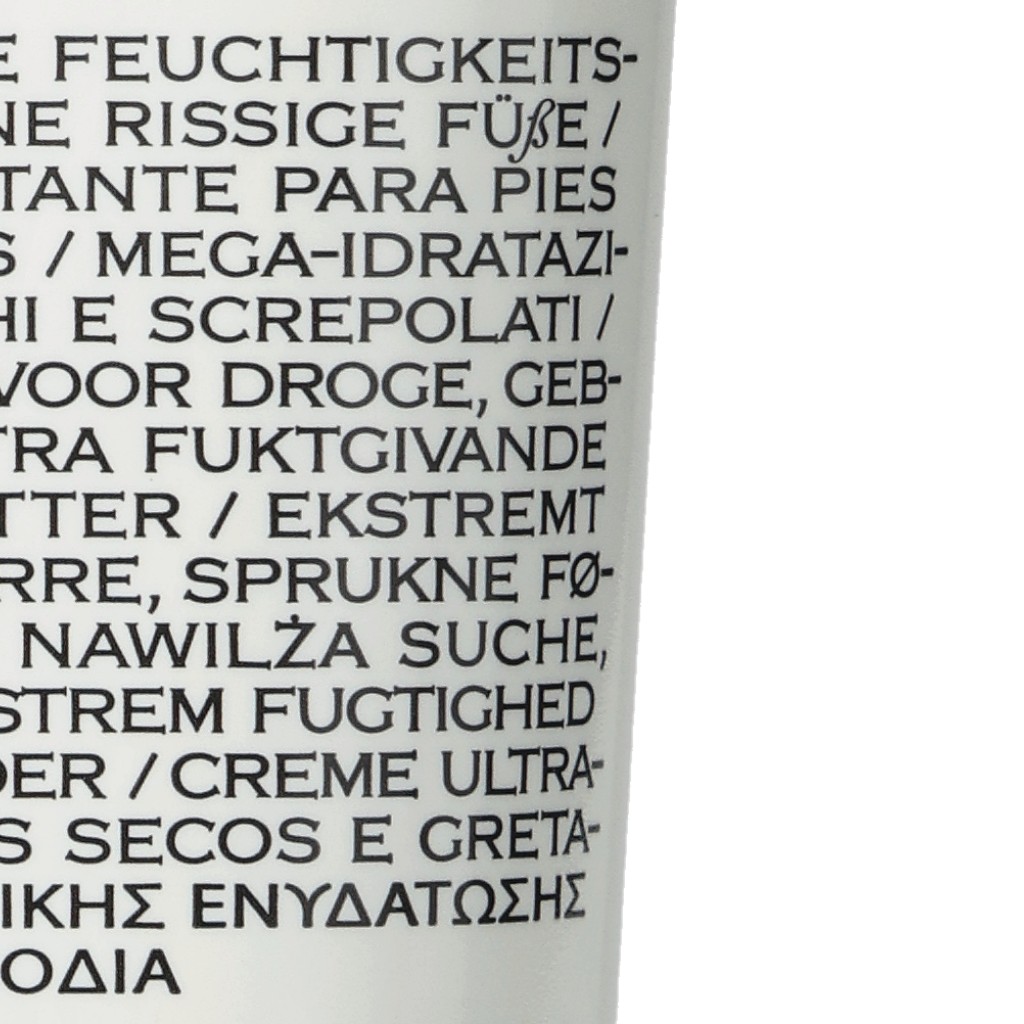 E FEUCHTIGKEITS-
NE RISSIGE FÜßE /
TANTE PARA PIES
S / MEGA-IDRATAZI-
HI E SCREPOLATI /
VOOR DROGE, GEB-
TRA FUKTGIVANDE
TTER / EKSTREMT
RRE, SPRUKNE FØ-
NAWILŻA SUCHE,
STREM FUGTIGHED
DER / CREME ULTRA-
S SECOS E GRETA-
ΙΚΗΣ ΕΝΥΔΑΤΩΣΗΣ
ΟΔΙΑ